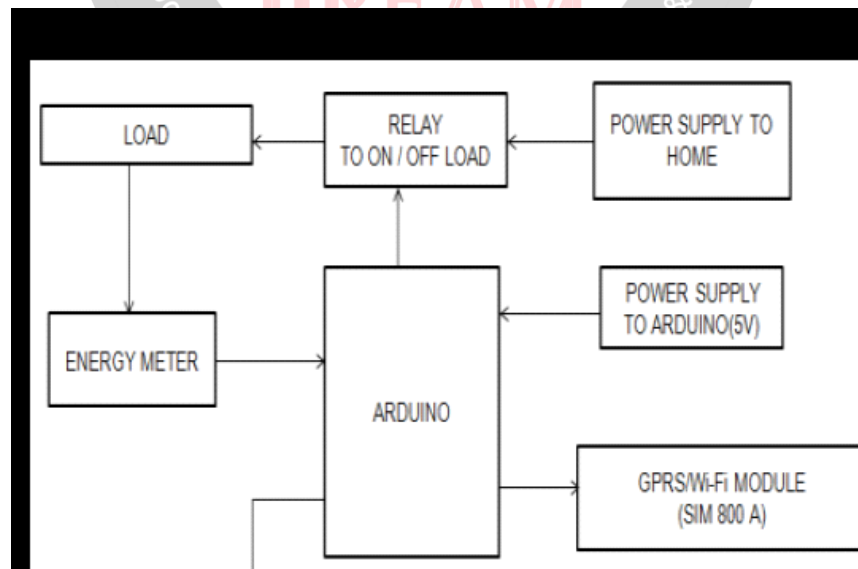 LOAD
RELAY
TO ON / OFF LOAD
POWER SUPPLY TO
HOME
POWER SUPPLY
TO ARDUINO(5V)
ENERGY METER
ARDUINO
GPRS/Wi-Fi MODULE
(SIM 800 A)